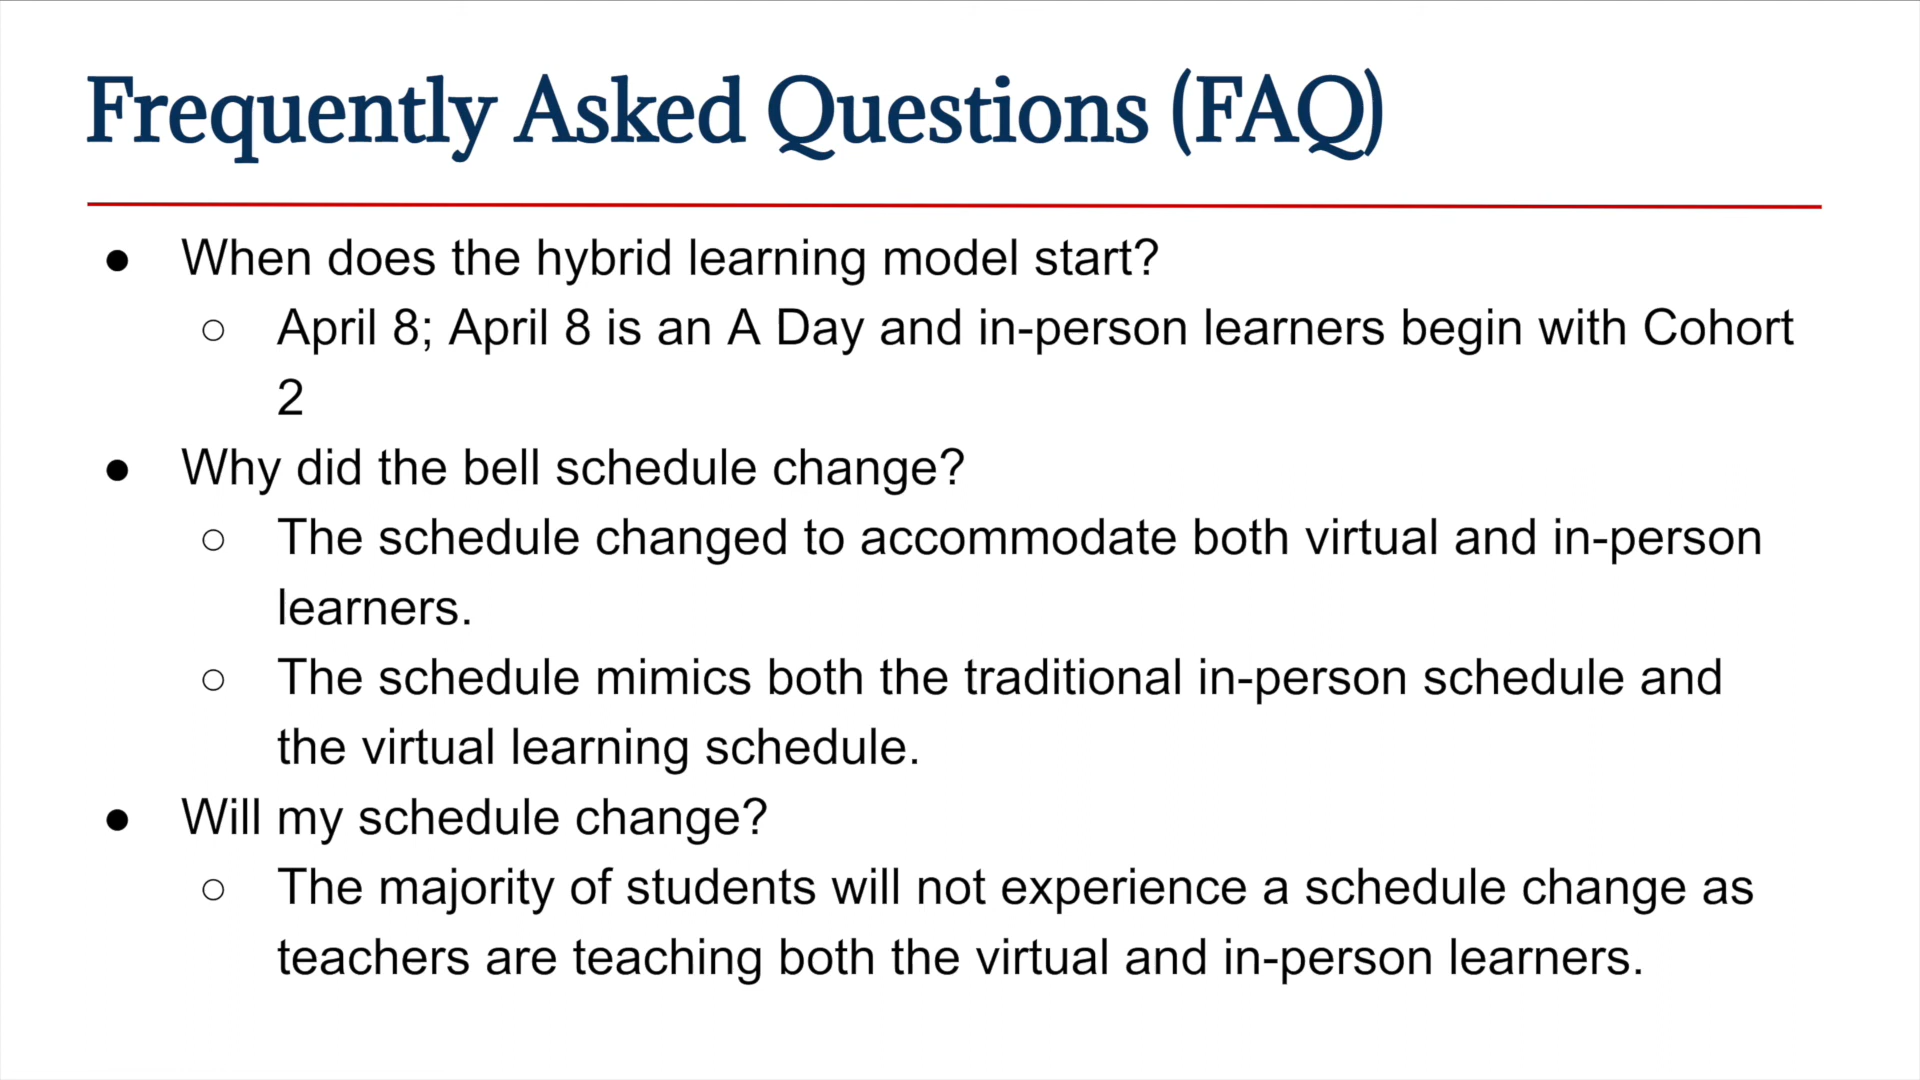 Frequently Asked Questions (FAQ)
● When does the hybrid learning model start?
○ April 8; April 8 is an A Day and in-person learners begin with Cohort
2
● Why did the bell schedule change?
○ The schedule changed to accommodate both virtual and in-person
learners.
○ The schedule mimics both the traditional in-person schedule and
the virtual learning schedule.
● Will my schedule change?
○ The majority of students will not experience a schedule change as
teachers are teaching both the virtual and in-person learners.